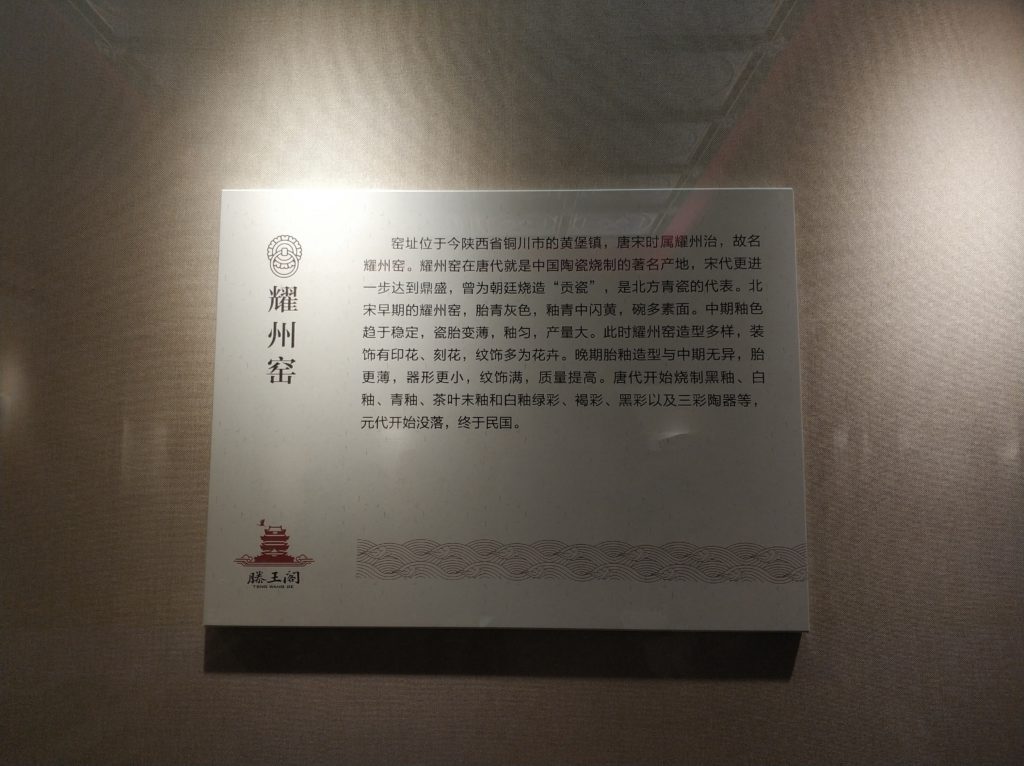 耀州窑
窑址位于今陕西省铜川市的黄堡镇，唐宋时属耀州治，故名
耀州窑。耀州窑在唐代就是中国陶瓷烧制的著名产地，宋代更进
一步达到鼎盛，曾为朝廷烧造“贡瓷”，是北方青瓷的代表。北
宋早期的耀州窑，胎青灰色，釉青中闪黄，碗多素面。中期釉色
趋于稳定，瓷胎变薄，釉匀，产量大。此时耀州窑造型多样，装
饰有印花、刻花，纹饰多为花卉。晚期胎釉造型与中期无异，胎
更薄，器形更小，纹饰满，质量提高。唐代开始烧制黑釉、白
釉、青釉、茶叶末釉和白釉绿彩、褐彩、黑彩以及三彩陶器等，
元代开始没落，终于民国。
滕王阁
TENG WANG GE